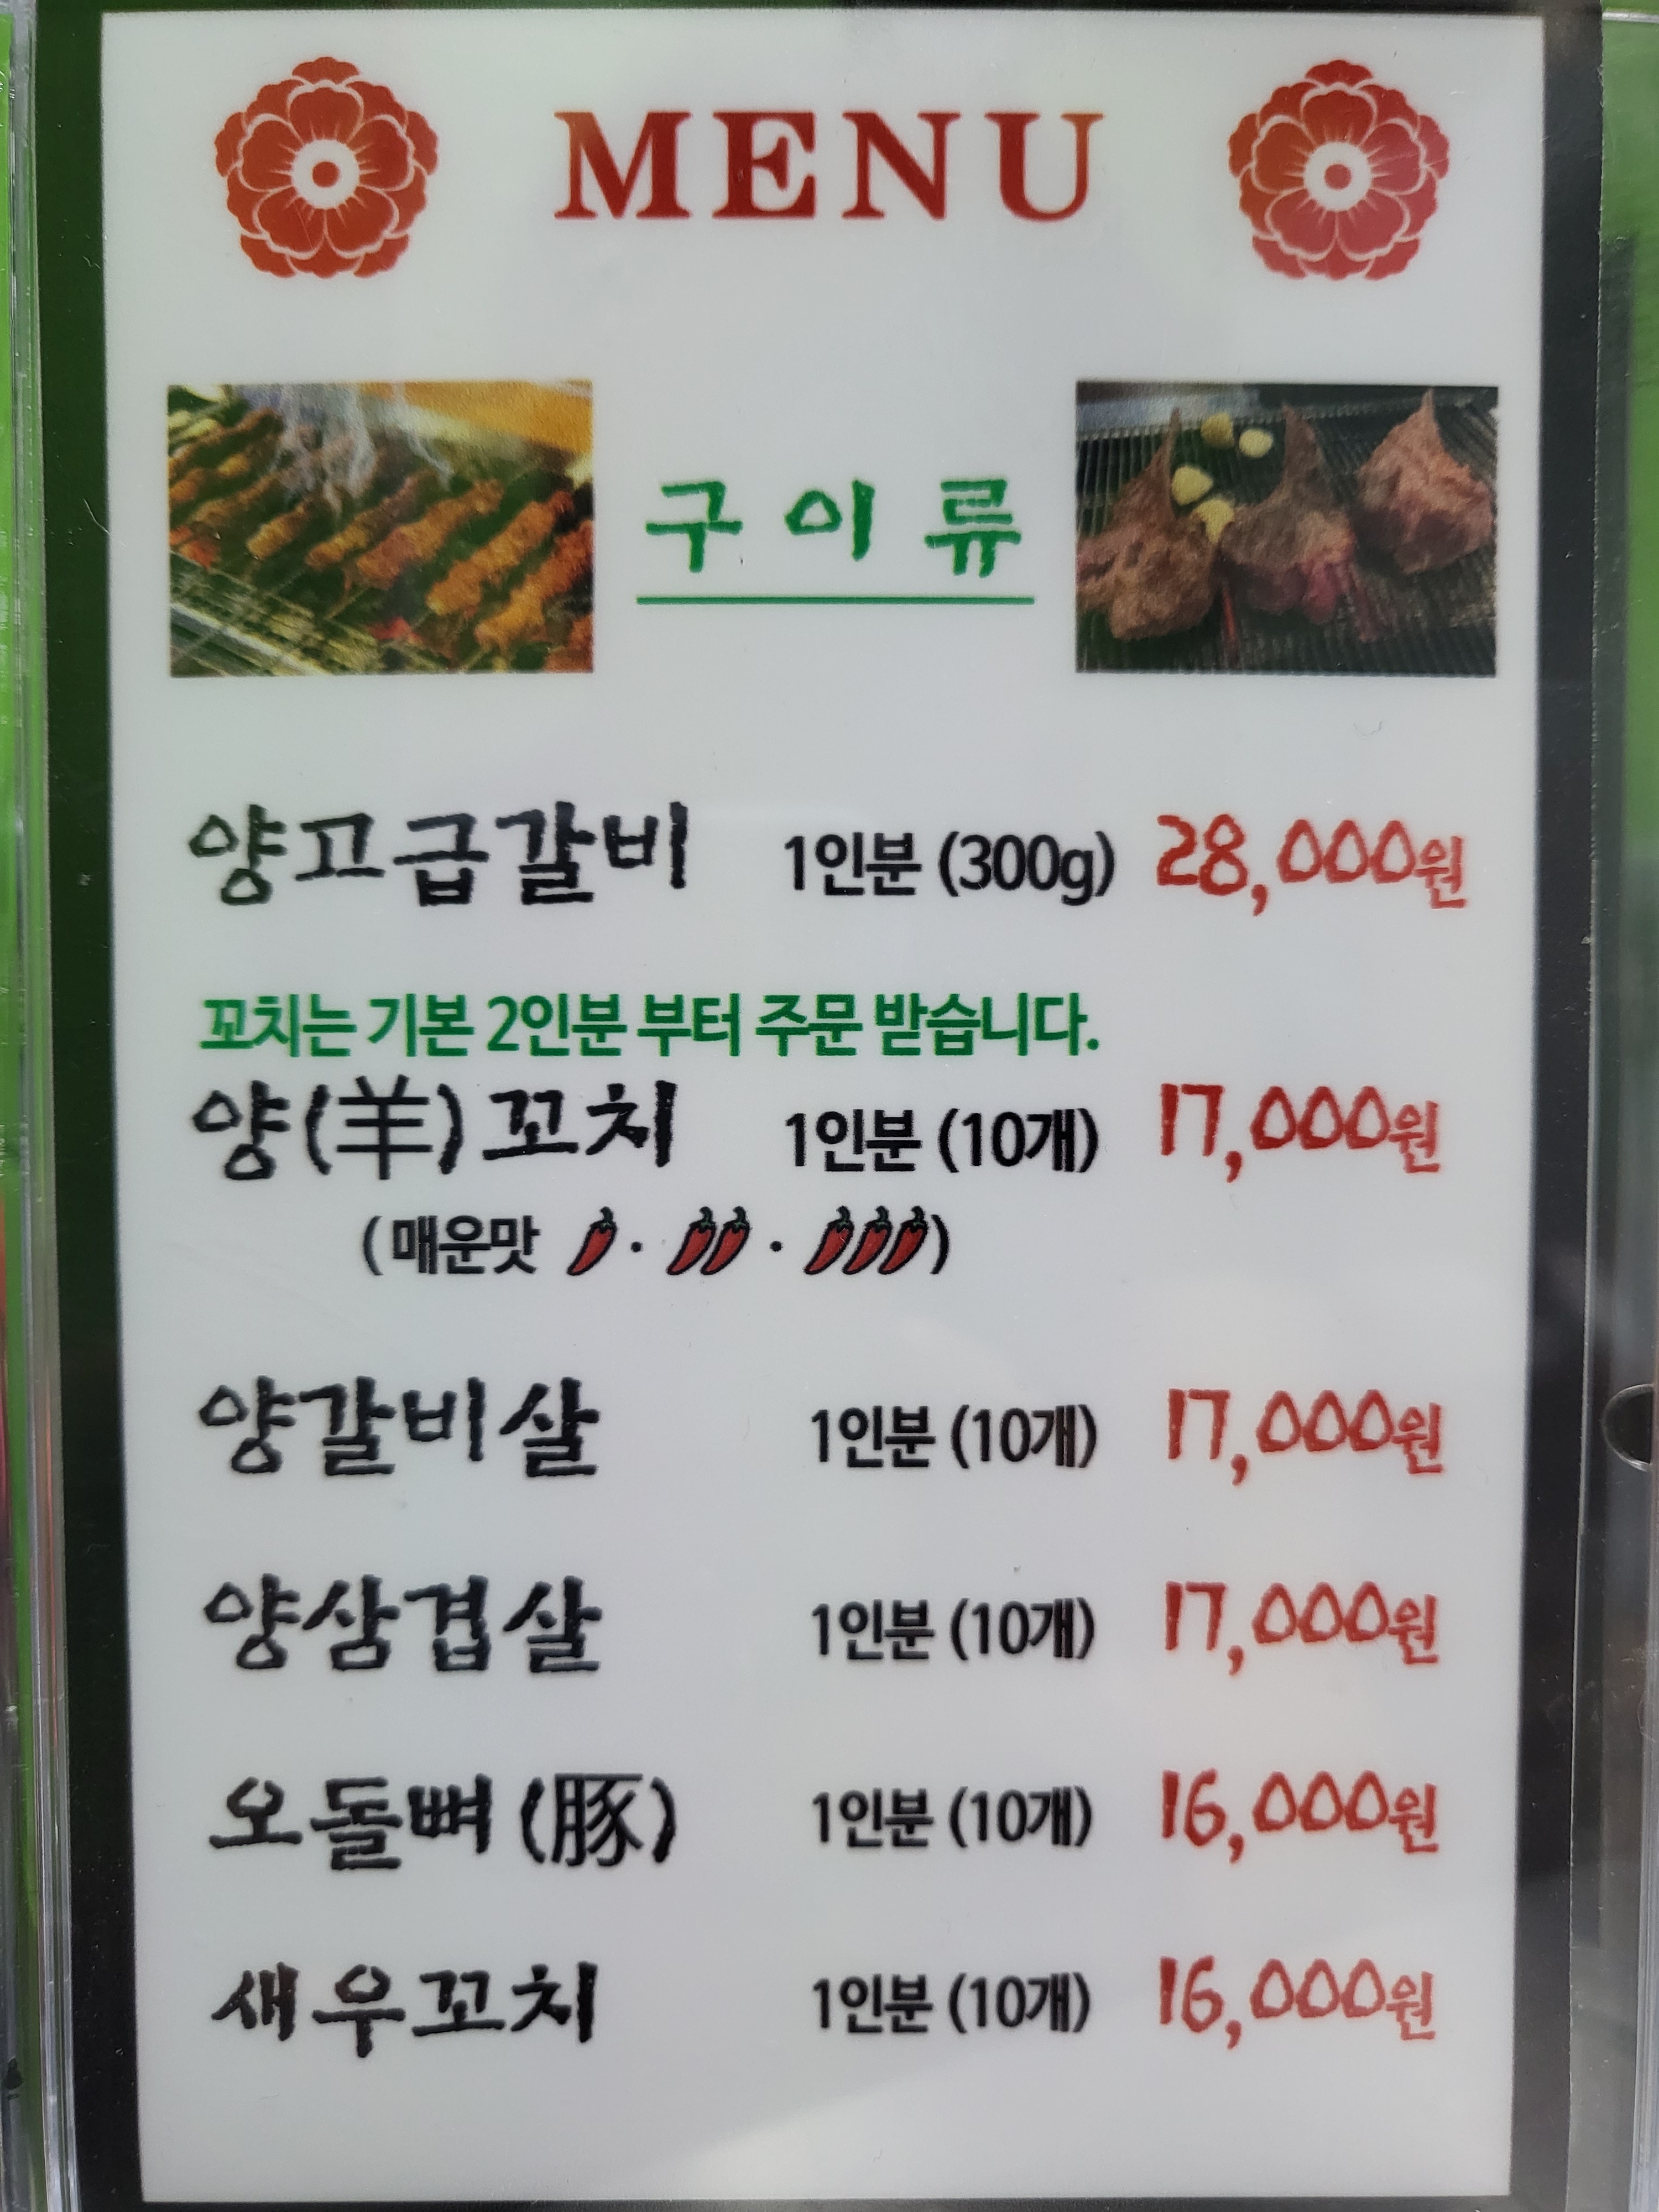 MENU
구이류
양고급갈비 1인분 (300g) 28,000원
꼬치는 기본 2인분 부터 주문 받습니다.
양(羊)꼬치 1인분 (10개) 17,000원
(매운맛 🌶 · 🌶🌶 · 🌶🌶🌶)
양갈비살 1인분 (10개) 17,000원
양삼겹살 1인분 (10개) 17,000원
오돌뼈(豚) 1인분 (10개) 16,000원
새우꼬치 1인분 (10개) 16,000원